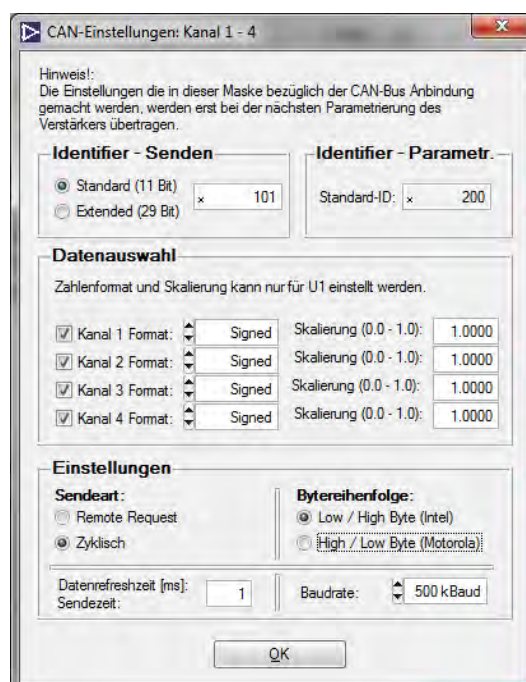 CAN-Einstellungen: Kanal 1 - 4
Hinweis!:
Die Einstellungen die in dieser Maske bezüglich der CAN-Bus Anbindung
gemacht werden, werden erst bei der nächsten Parametrierung des
Verstärkers übertragen.
Identifier - Senden
Standard (11 Bit)
Extended (29 Bit)
x 101
Identifier - Parametr.
Standard-ID: x 200
Datenauswahl
Zahlenformat und Skalierung kann nur für U1 einstellt werden.
Kanal 1 Format: Signed Skalierung (0.0 - 1.0): 1.0000
Kanal 2 Format: Signed Skalierung (0.0 - 1.0): 1.0000
Kanal 3 Format: Signed Skalierung (0.0 - 1.0): 1.0000
Kanal 4 Format: Signed Skalierung (0.0 - 1.0): 1.0000
Einstellungen
Sendeart:
Remote Request
Zyklisch
Bytereihenfolge:
Low / High Byte (Intel)
High / Low Byte (Motorola)
Datenrefreshzeit [ms]:
Sendezeit: 1
Baudrate: 500 kBaud
OK